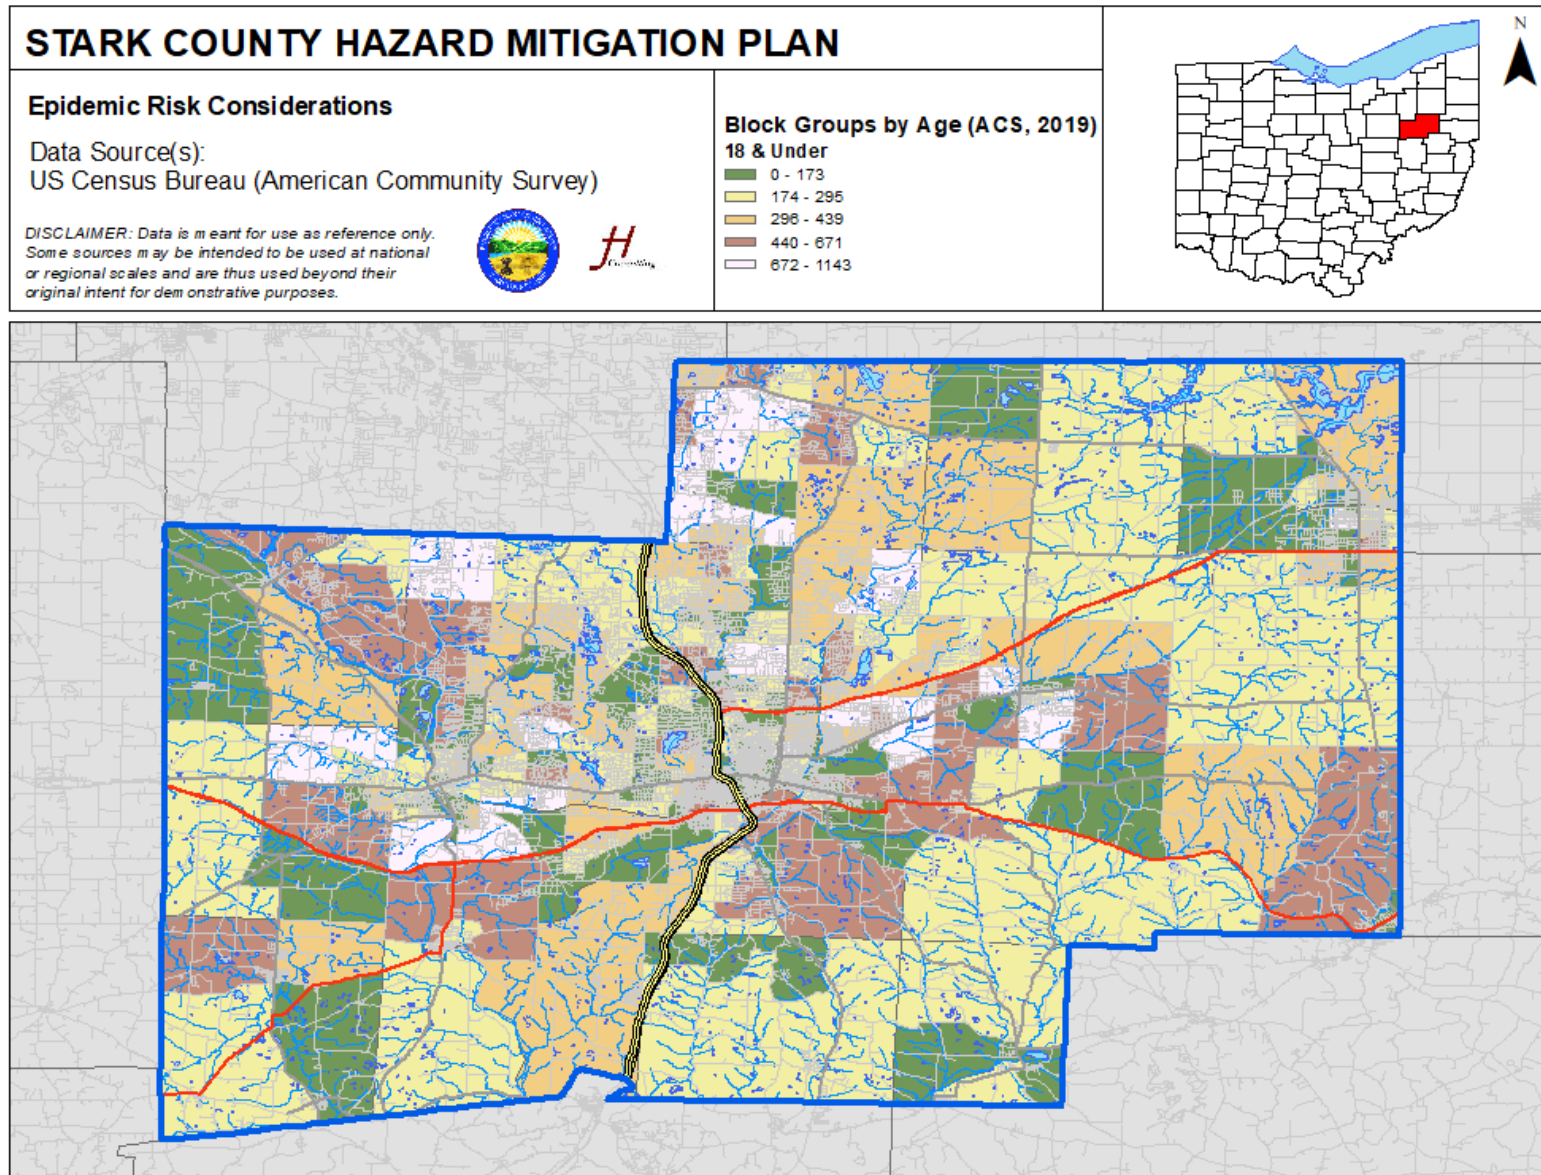 STARK COUNTY HAZARD MITIGATION PLAN
Epidemic Risk Considerations
Data Source(s):
US Census Bureau (American Community Survey)
DISCLAIMER: Data is meant for use as reference only.
Some sources may be intended to be used at national
or regional scales and are thus used beyond their
original intent for demonstrative purposes.
JH
Consulting
Block Groups by Age (ACS, 2019)
18 & Under
0 - 173
174 - 295
296 - 439
440 - 671
672 - 1143
N